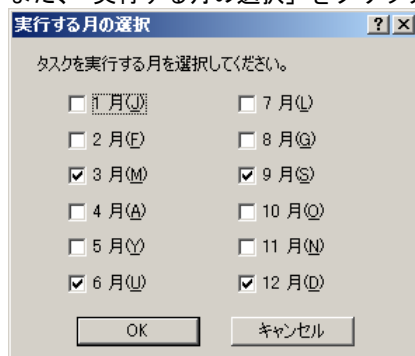 実行する月の選択
タスクを実行する月を選択してください。
1 月(J)
7 月(L)
2 月(F)
8 月(G)
3 月(M)
9 月(S)
4 月(A)
10 月(O)
5 月(Y)
11 月(N)
6 月(U)
12 月(D)
OK
キャンセル